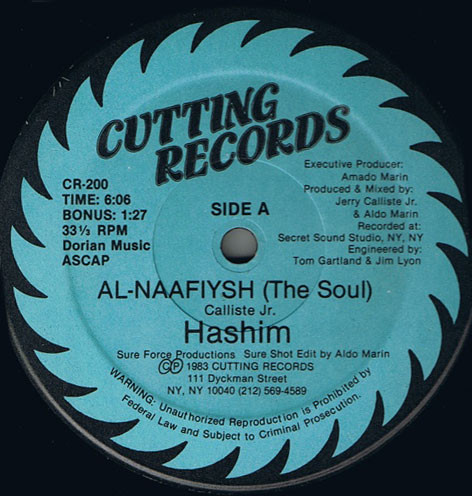 CUTTING
RECORDS
CR-200
TIME: 6:06
BONUS: 1:27
33⅓ RPM
Dorian Music
ASCAP
SIDE A
Executive Producer:
Amado Marin
Produced & Mixed by:
Jerry Calliste Jr.
& Aldo Marin
Recorded at:
Secret Sound Studio, NY, NY
Engineered by:
Tom Gartland & Jim Lyon
AL-NAAFIYSH (The Soul)
Calliste Jr.
Hashim
Sure Force Productions Sure Shot Edit by Aldo Marin
©℗ 1983 CUTTING RECORDS
111 Dyckman Street
NY, NY 10040 (212) 569-4589
WARNING: Unauthorized Reproduction is Prohibited by
Federal Law and Subject to Criminal Prosecution.